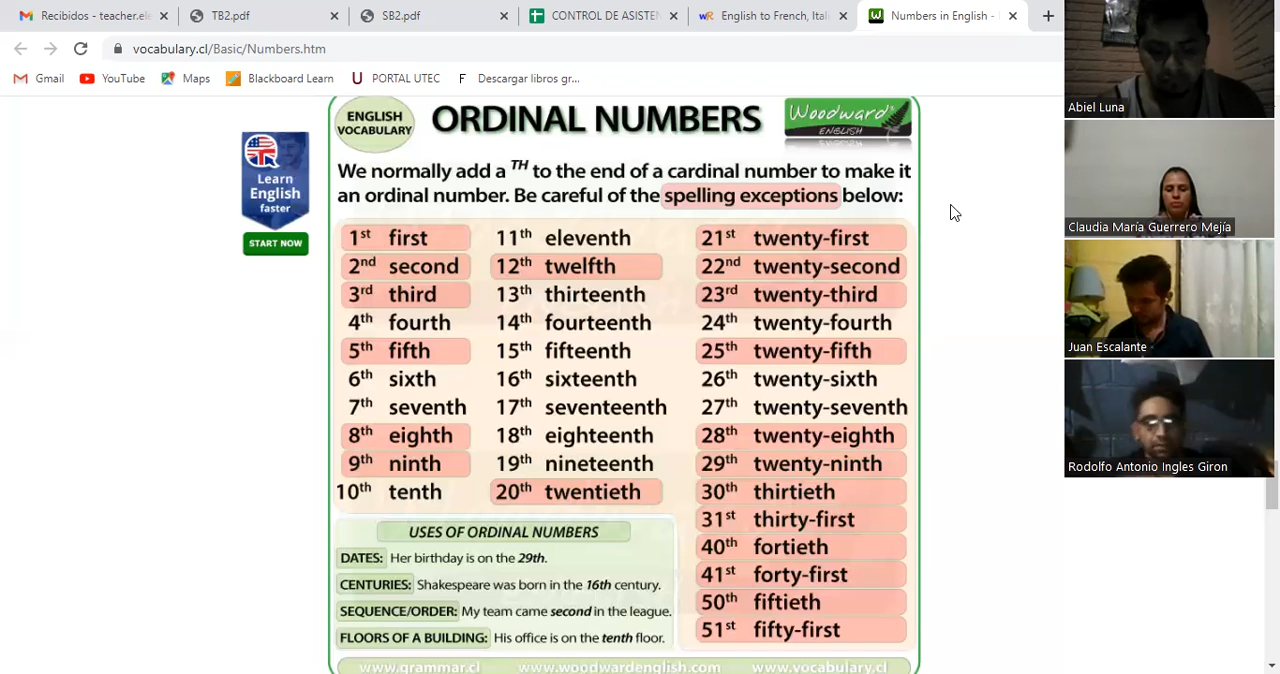 Recibidos - teacher.ele
TB2.pdf
SB2.pdf
CONTROL DE ASISTEN
English to French, Itali
Numbers in English -
vocabulary.cl/Basic/Numbers.htm
Gmail
YouTube
Maps
Blackboard Learn
PORTAL UTEC
Descargar libros gr...
ENGLISH
VOCABULARY
ORDINAL NUMBERS
Woodward
ENGLISH
Learn
English
faster
START NOW
We normally add a TH to the end of a cardinal number to make it
an ordinal number. Be careful of the spelling exceptions below:
1st first
2nd second
3rd third
4th fourth
5th fifth
6th sixth
7th seventh
8th eighth
9th ninth
10th tenth
11th eleventh
12th twelfth
13th thirteenth
14th fourteenth
15th fifteenth
16th sixteenth
17th seventeenth
18th eighteenth
19th nineteenth
20th twentieth
21st twenty-first
22nd twenty-second
23rd twenty-third
24th twenty-fourth
25th twenty-fifth
26th twenty-sixth
27th twenty-seventh
28th twenty-eighth
29th twenty-ninth
30th thirtieth
31st thirty-first
40th fortieth
41st forty-first
50th fiftieth
51st fifty-first
USES OF ORDINAL NUMBERS
DATES: Her birthday is on the 29th.
CENTURIES: Shakespeare was born in the 16th century.
SEQUENCE/ORDER: My team came second in the league.
FLOORS OF A BUILDING: His office is on the tenth floor.
www.grammar.cl www.woodwardenglish.com www.vocabulary.cl
Abiel Luna
Claudia María Guerrero Mejía
Juan Escalante
Rodolfo Antonio Ingles Giron